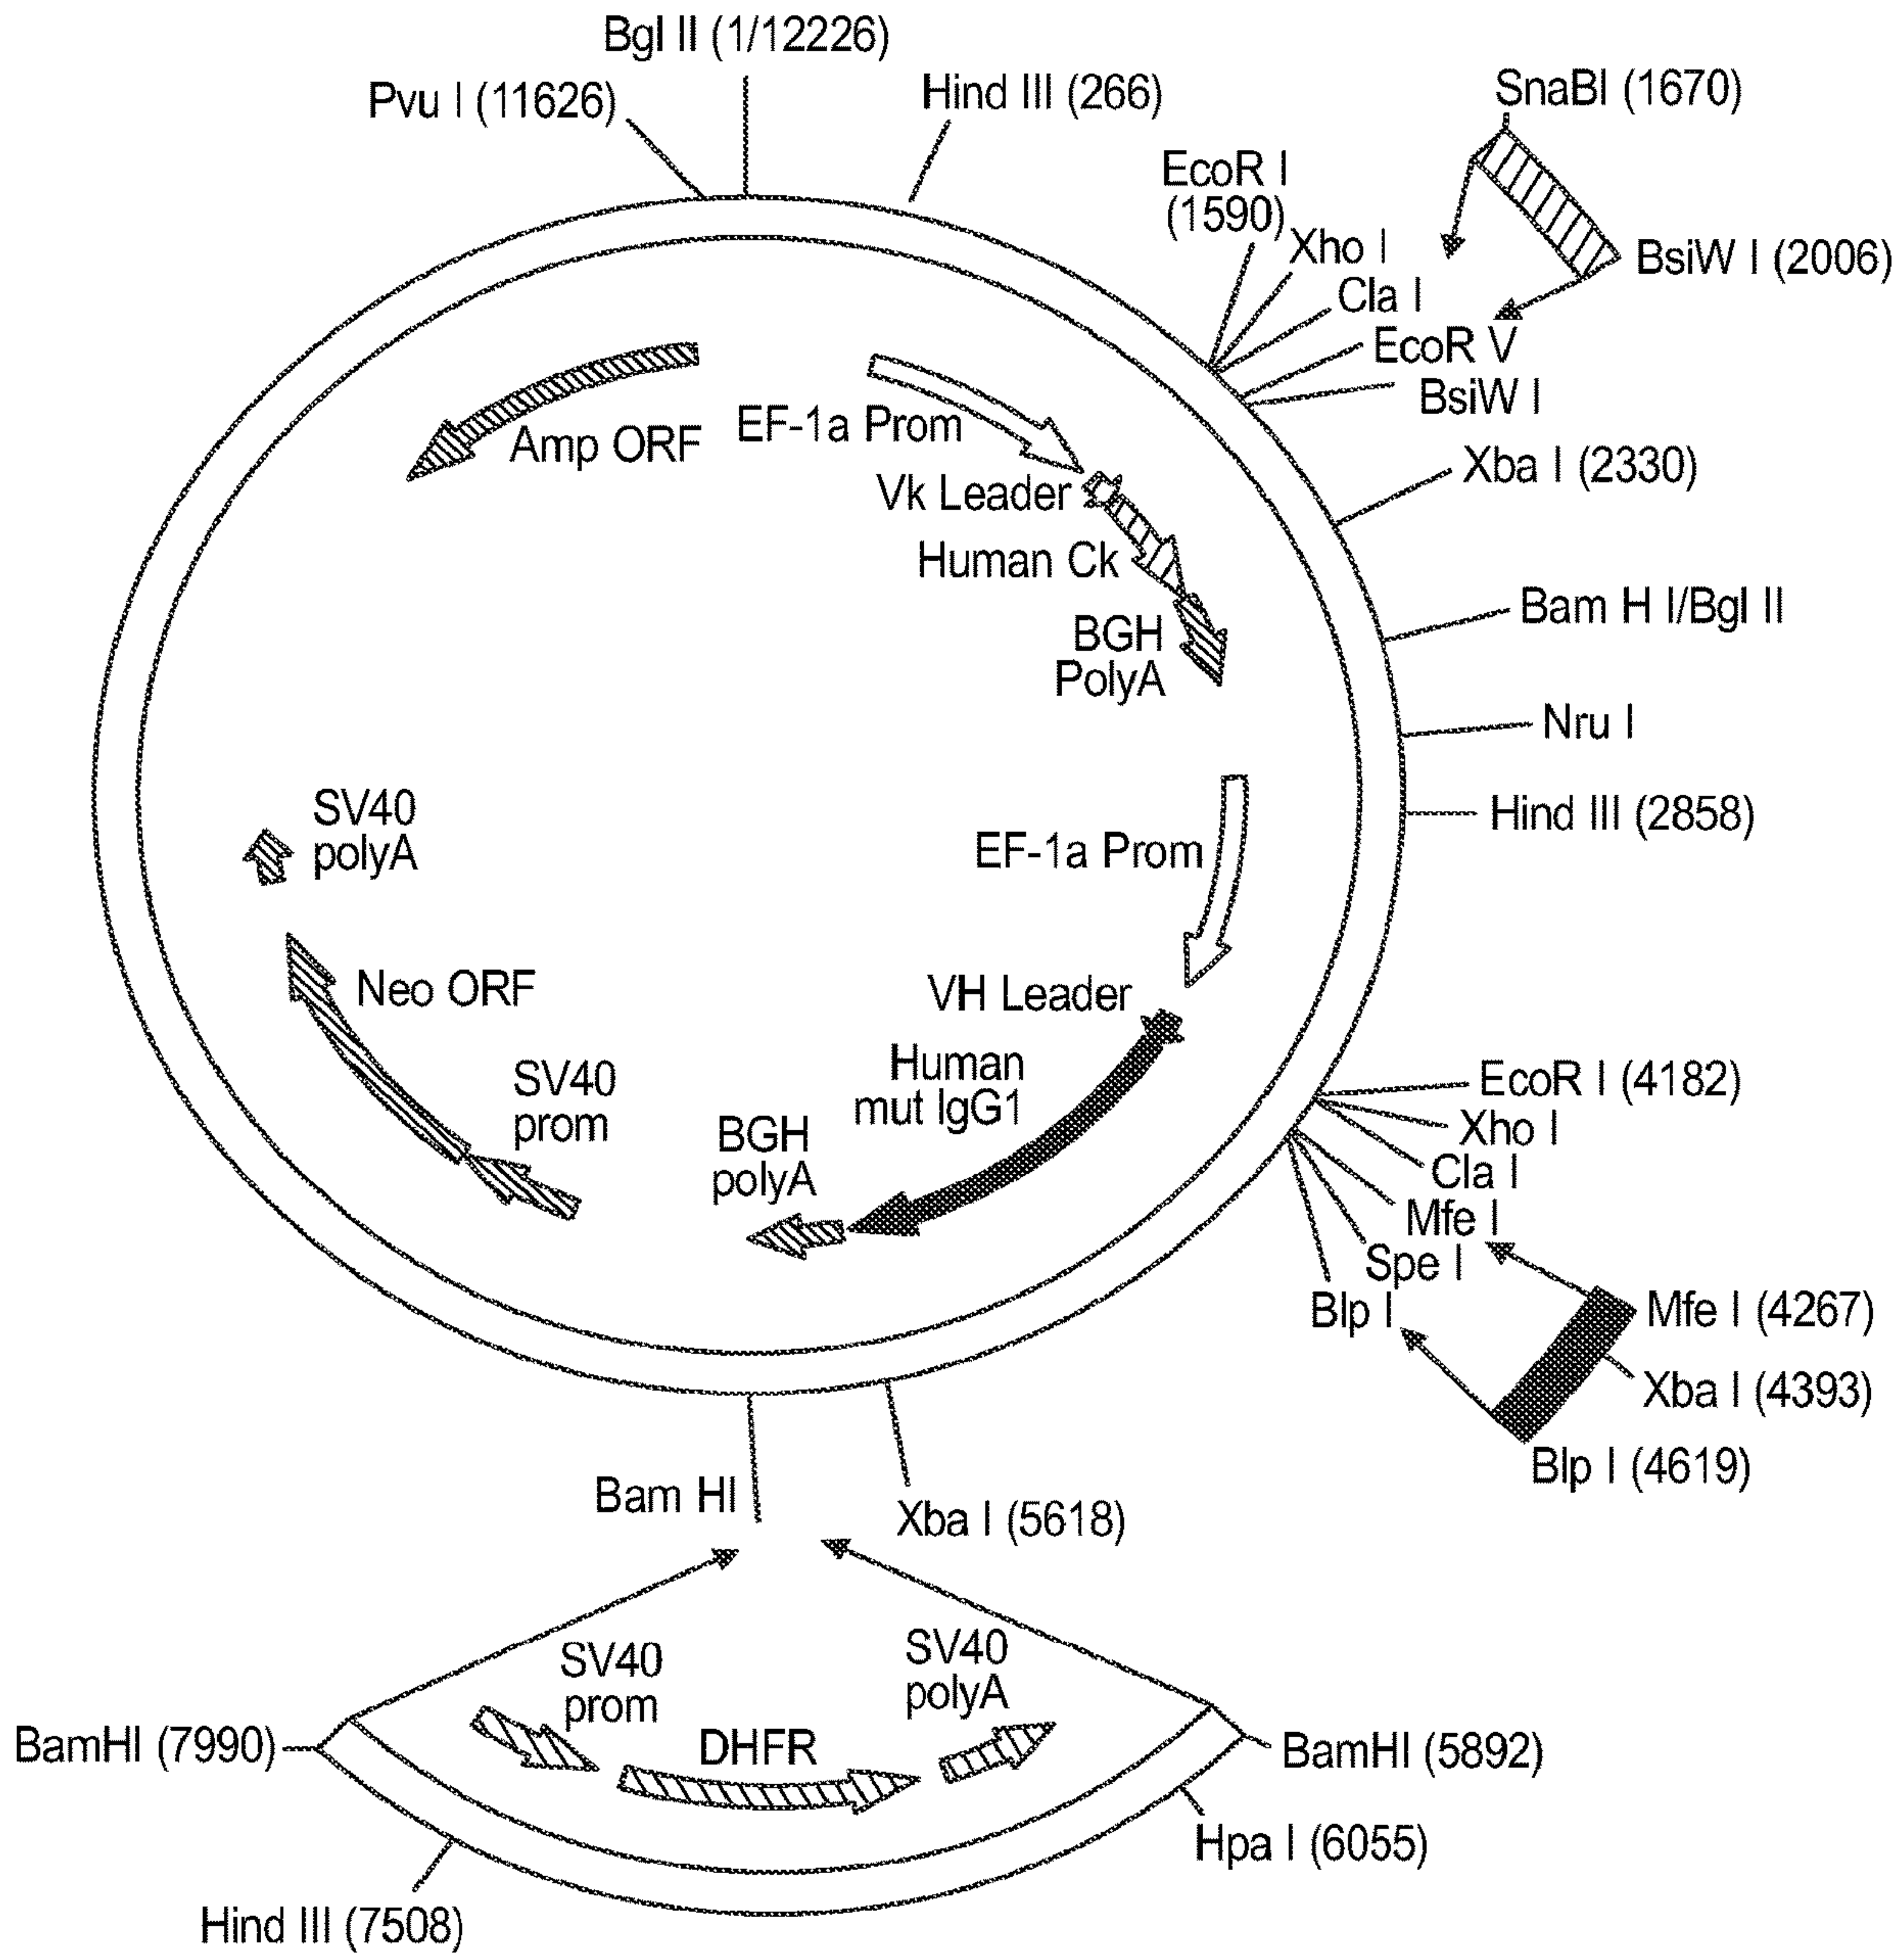 Bgl II (1/12226)
Pvu I (11626)
Hind III (266)
SnaBI (1670)
EcoR I
(1590)
Xho I
BsiW I (2006)
Cla I
EcoR V
BsiW I
Xba I (2330)
Bam H I/Bgl II
Nru I
Hind III (2858)
Amp ORF
EF-1a Prom
Vk Leader
Human Ck
BGH
PolyA
SV40
polyA
EF-1a Prom
Neo ORF
VH Leader
Human
mut IgG1
SV40
prom
BGH
polyA
EcoR I (4182)
Xho I
Cla I
Mfe I
Spe I
Blp I
Mfe I (4267)
Xba I (4393)
Blp I (4619)
Bam HI
Xba I (5618)
SV40
prom
SV40
polyA
DHFR
BamHI (7990)
BamHI (5892)
Hpa I (6055)
Hind III (7508)